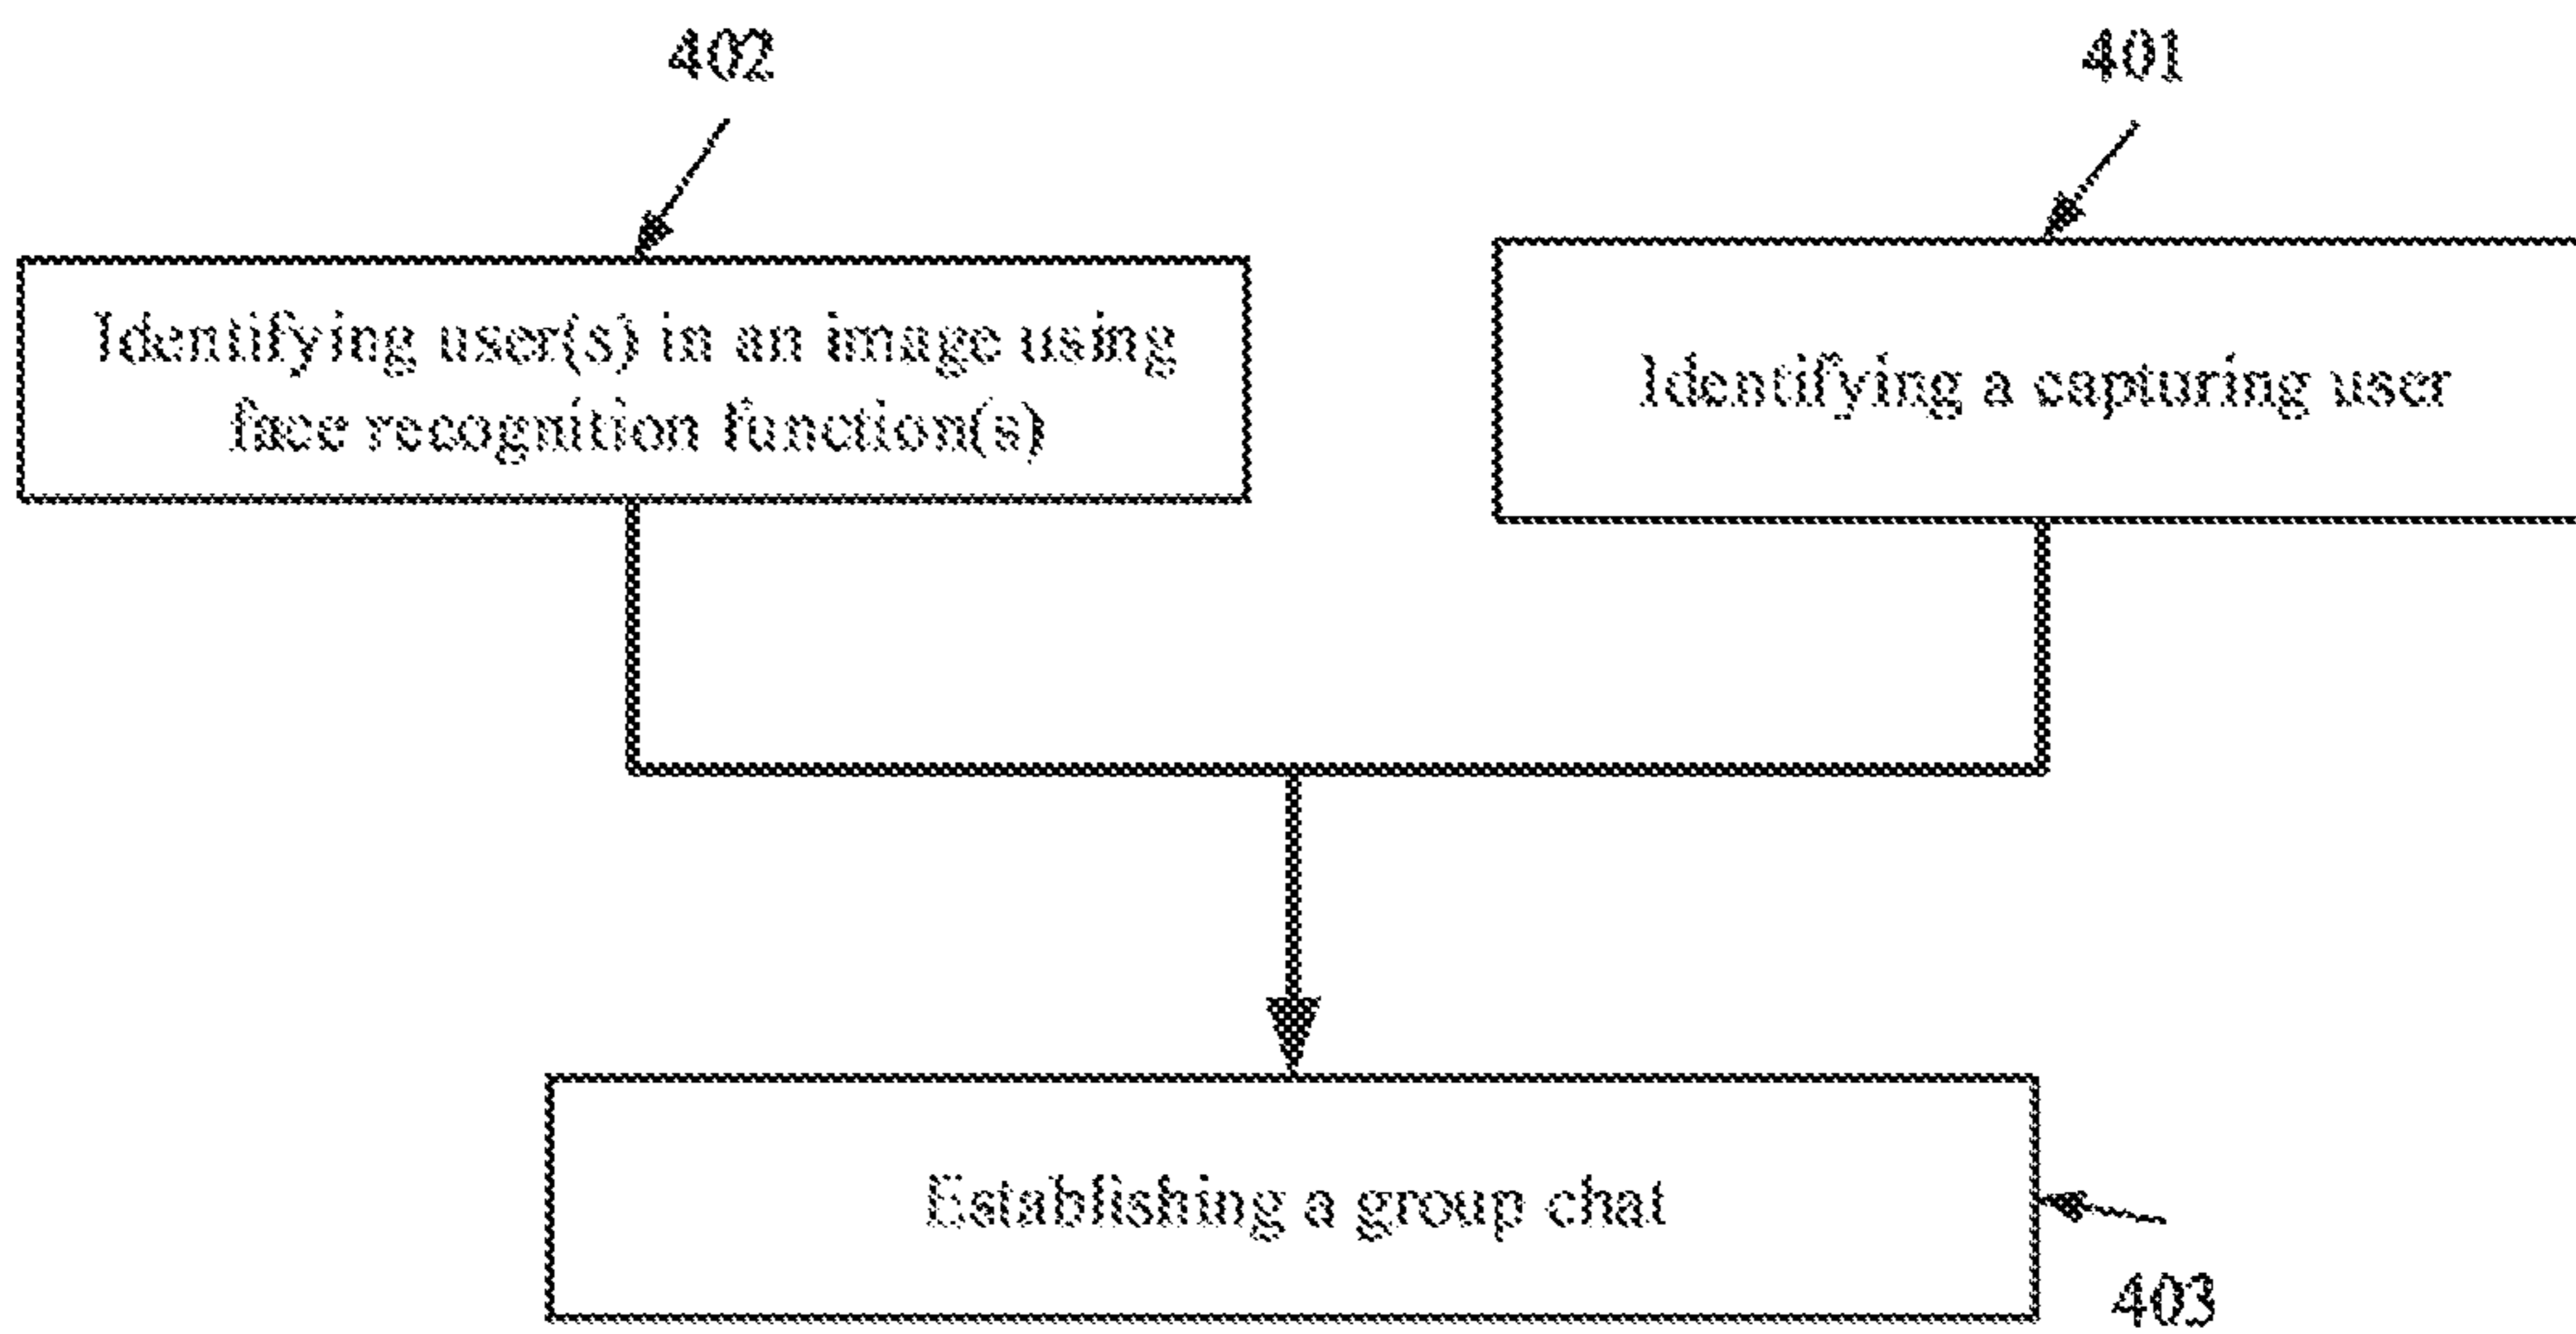 402
401
Identifying user(s) in an image using
face recognition function(s)
Identifying a capturing user
Establishing a group chat
403